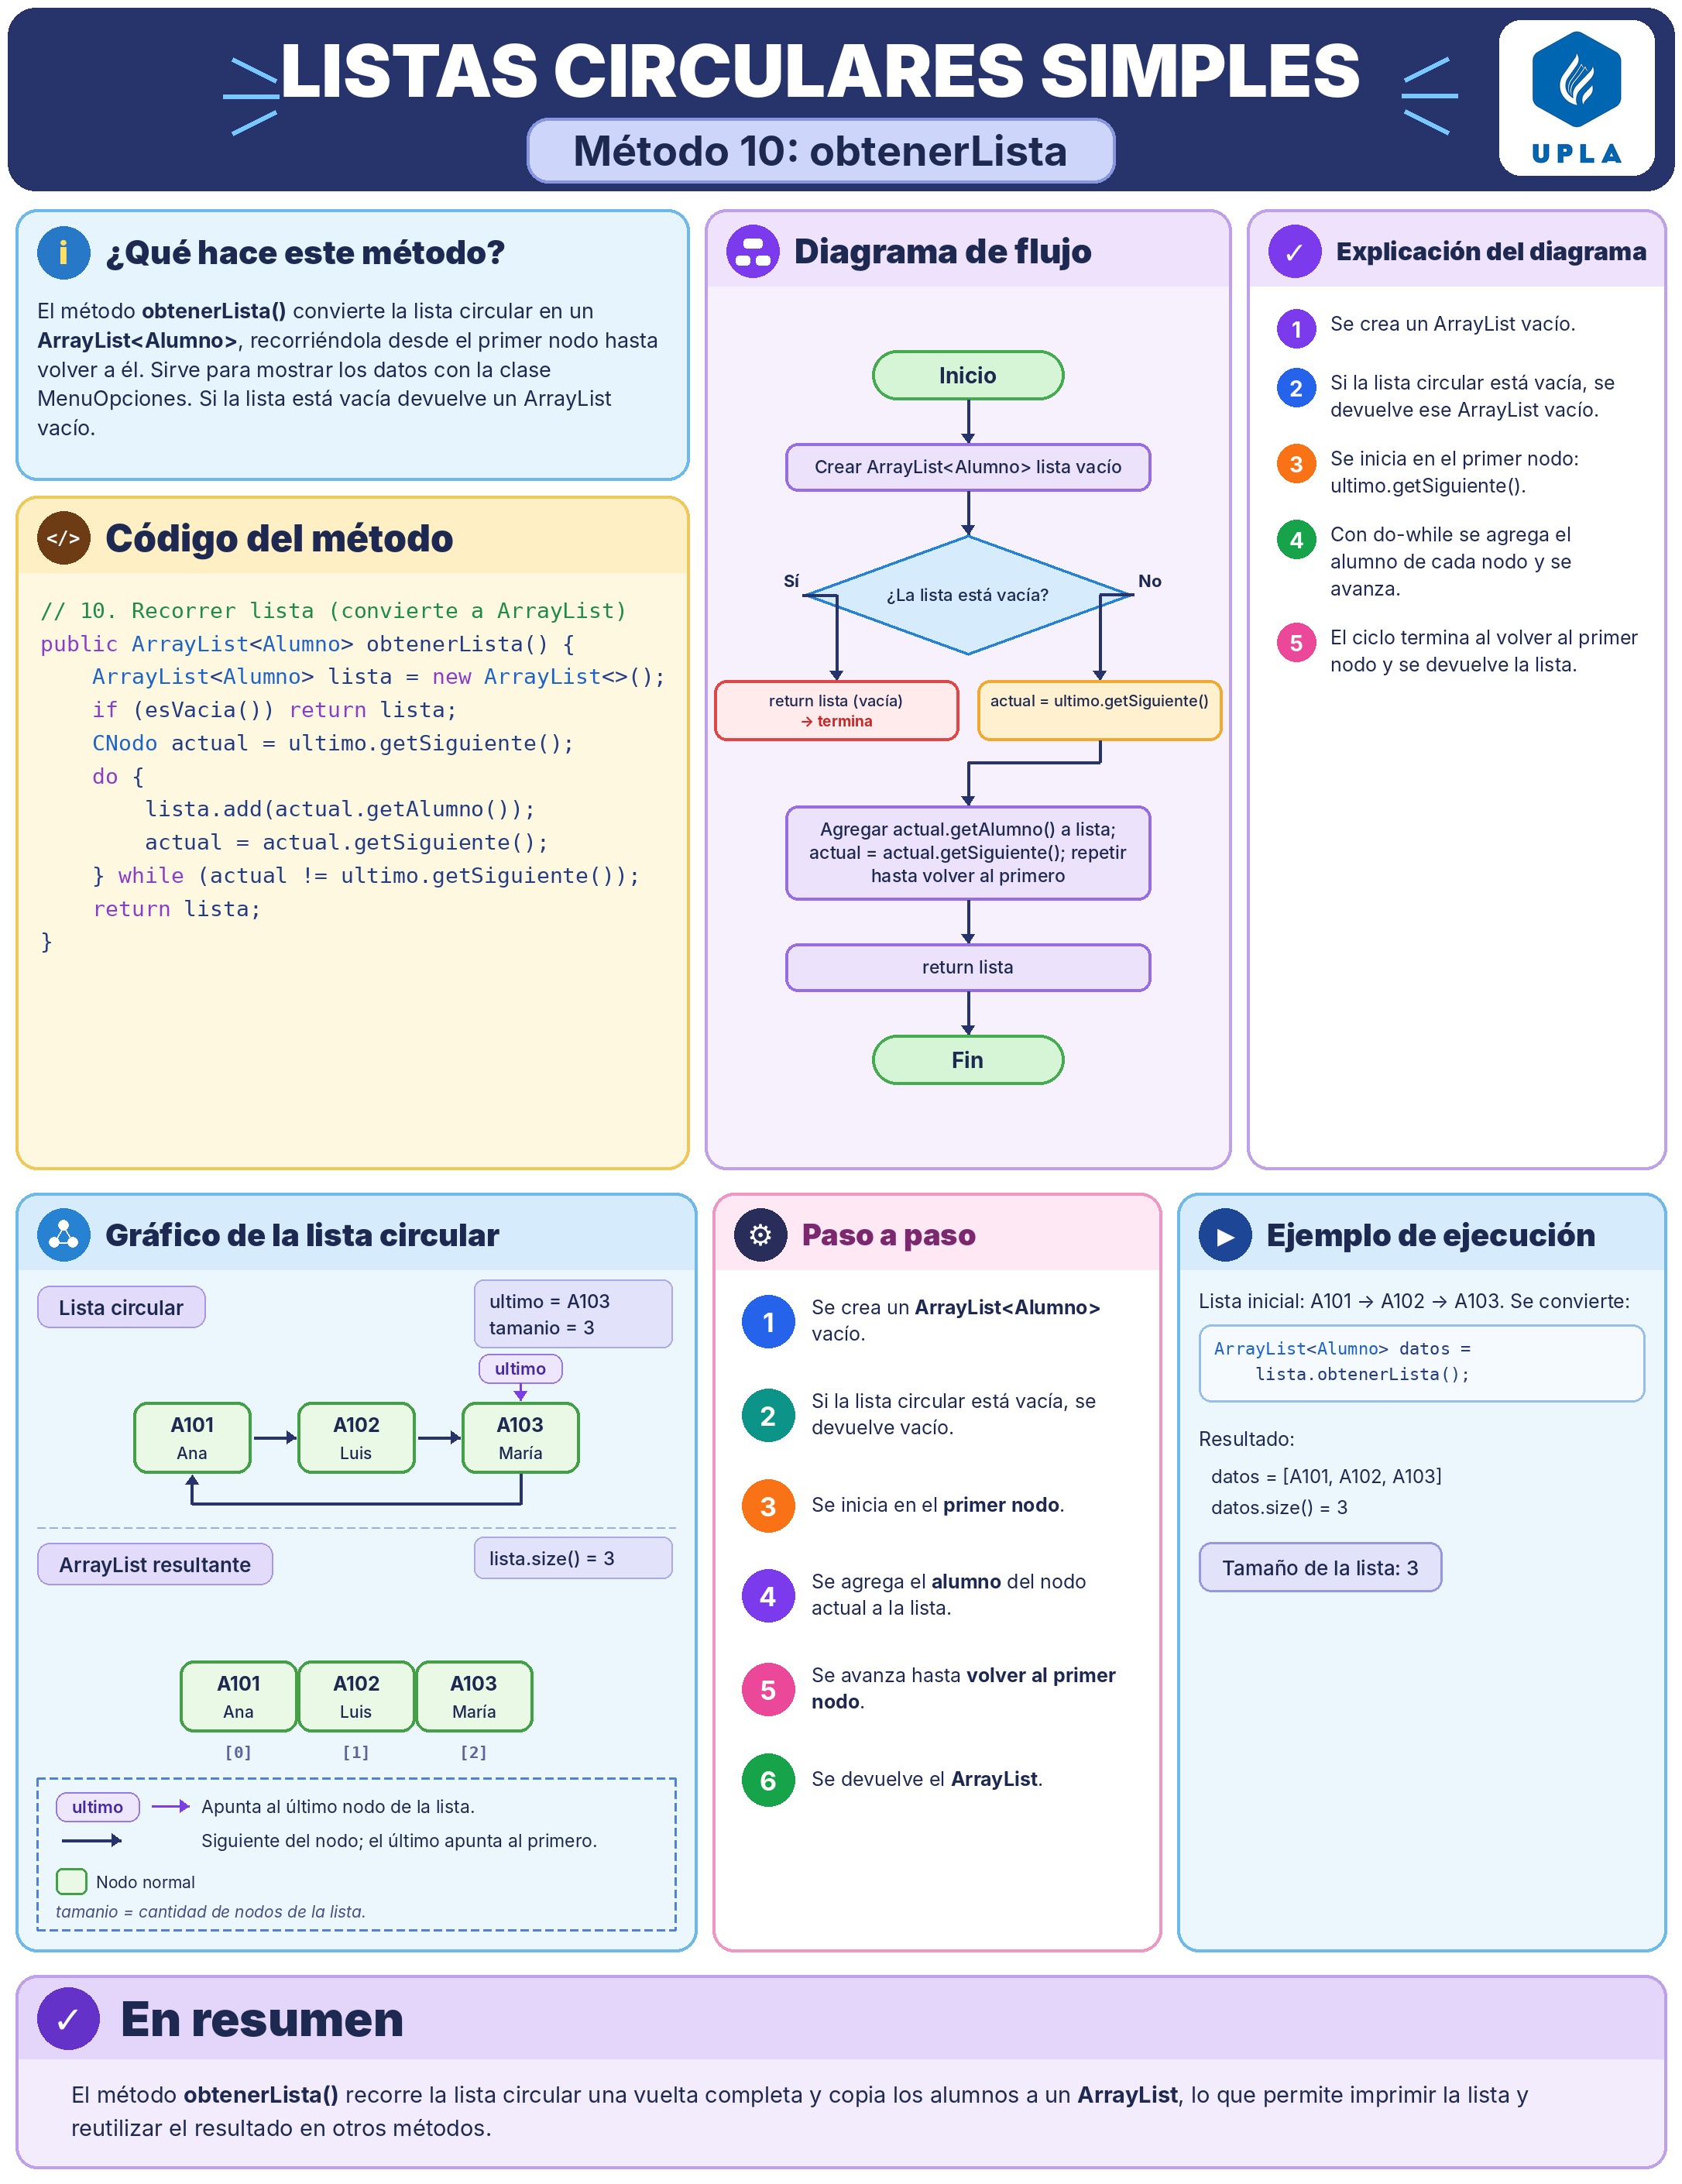 LISTAS CIRCULARES SIMPLES
Método 10: obtenerLista
UPLA
i
¿Qué hace este método?
El método obtenerLista() convierte la lista circular en un
ArrayList<Alumno>, recorriéndola desde el primer nodo hasta
volver a él. Sirve para mostrar los datos con la clase
MenuOpciones. Si la lista está vacía devuelve un ArrayList
vacío.
</>
Código del método
// 10. Recorrer lista (convierte a ArrayList)
public ArrayList<Alumno> obtenerLista() {
    ArrayList<Alumno> lista = new ArrayList<>();
    if (esVacia()) return lista;
    CNodo actual = ultimo.getSiguiente();
    do {
        lista.add(actual.getAlumno());
        actual = actual.getSiguiente();
    } while (actual != ultimo.getSiguiente());
    return lista;
}
Diagrama de flujo
Inicio
Crear ArrayList<Alumno> lista vacío
¿La lista está vacía?
Sí
No
return lista (vacía)
→ termina
actual = ultimo.getSiguiente()
Agregar actual.getAlumno() a lista;
actual = actual.getSiguiente(); repetir
hasta volver al primero
return lista
Fin
✓
Explicación del diagrama
1
Se crea un ArrayList vacío.
2
Si la lista circular está vacía, se
devuelve ese ArrayList vacío.
3
Se inicia en el primer nodo:
ultimo.getSiguiente().
4
Con do-while se agrega el
alumno de cada nodo y se
avanza.
5
El ciclo termina al volver al primer
nodo y se devuelve la lista.
Gráfico de la lista circular
Lista circular
ultimo = A103
tamanio = 3
ultimo
A101
Ana
A102
Luis
A103
María
ArrayList resultante
lista.size() = 3
A101
Ana
A102
Luis
A103
María
[0]
[1]
[2]
ultimo
Apunta al último nodo de la lista.
Siguiente del nodo; el último apunta al primero.
Nodo normal
tamanio = cantidad de nodos de la lista.
Paso a paso
1
Se crea un ArrayList<Alumno>
vacío.
2
Si la lista circular está vacía, se
devuelve vacío.
3
Se inicia en el primer nodo.
4
Se agrega el alumno del nodo
actual a la lista.
5
Se avanza hasta volver al primer
nodo.
6
Se devuelve el ArrayList.
Ejemplo de ejecución
Lista inicial: A101 → A102 → A103. Se convierte:
ArrayList<Alumno> datos =
    lista.obtenerLista();
Resultado:
datos = [A101, A102, A103]
datos.size() = 3
Tamaño de la lista: 3
✓
En resumen
El método obtenerLista() recorre la lista circular una vuelta completa y copia los alumnos a un ArrayList, lo que permite imprimir la lista y
reutilizar el resultado en otros métodos.